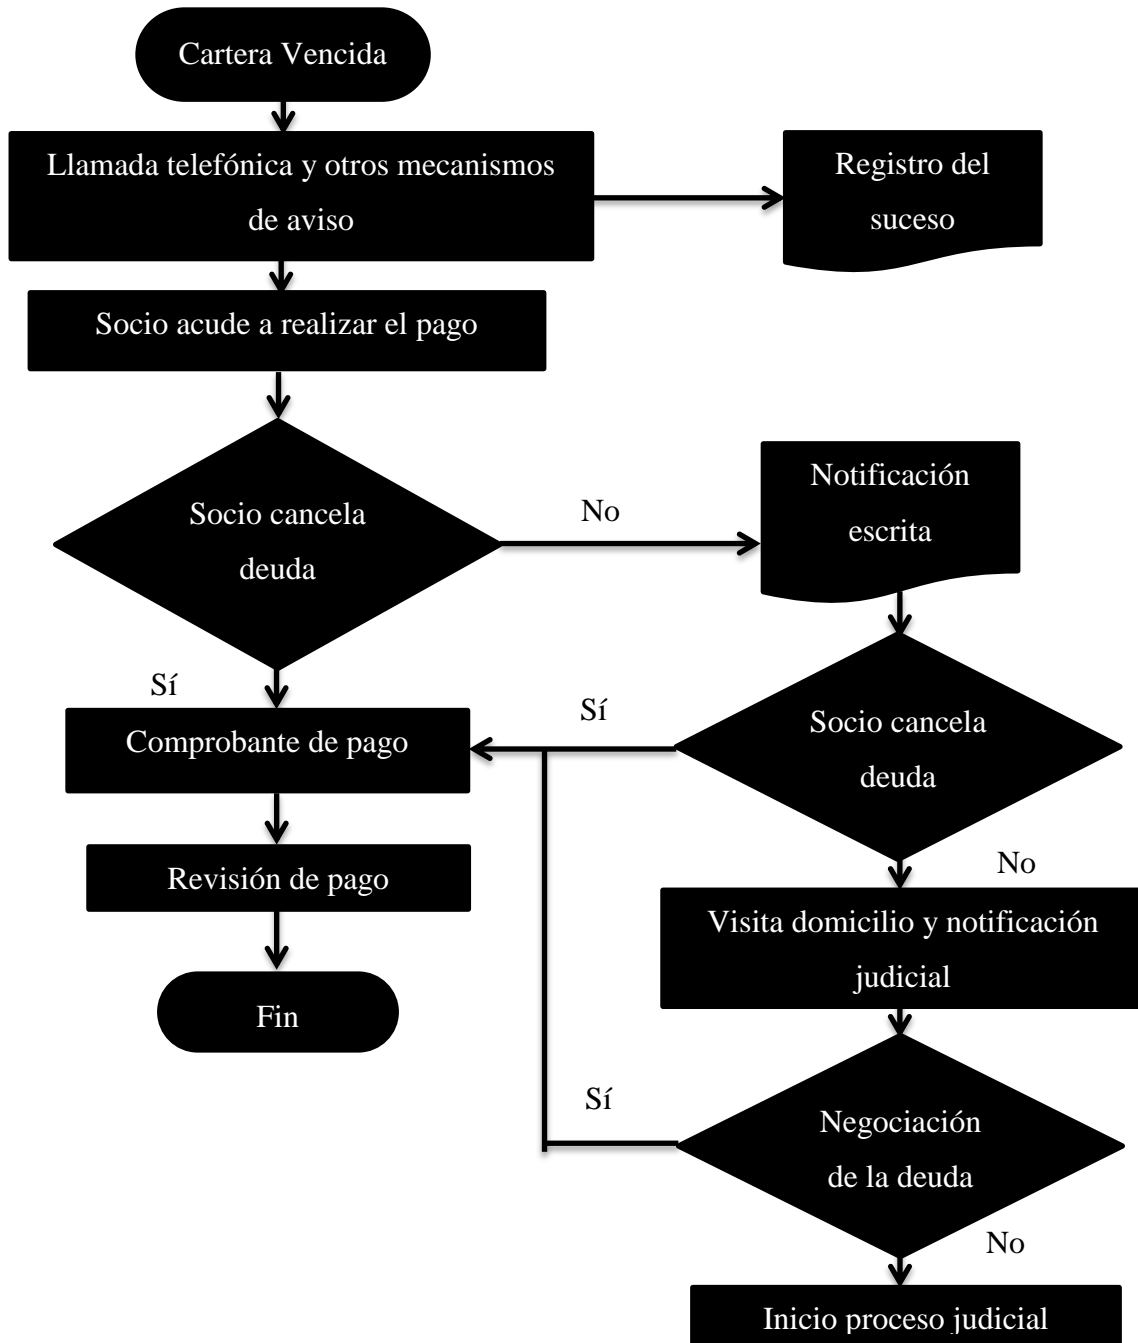 Cartera Vencida
Llamada telefónica y otros mecanismos
de aviso
Registro del
suceso
Socio acude a realizar el pago
Socio cancela
deuda
No
Notificación
escrita
Sí
Comprobante de pago
Sí
Socio cancela
deuda
Revisión de pago
No
Visita domicilio y notificación
judicial
Fin
Sí
Negociación
de la deuda
No
Inicio proceso judicial